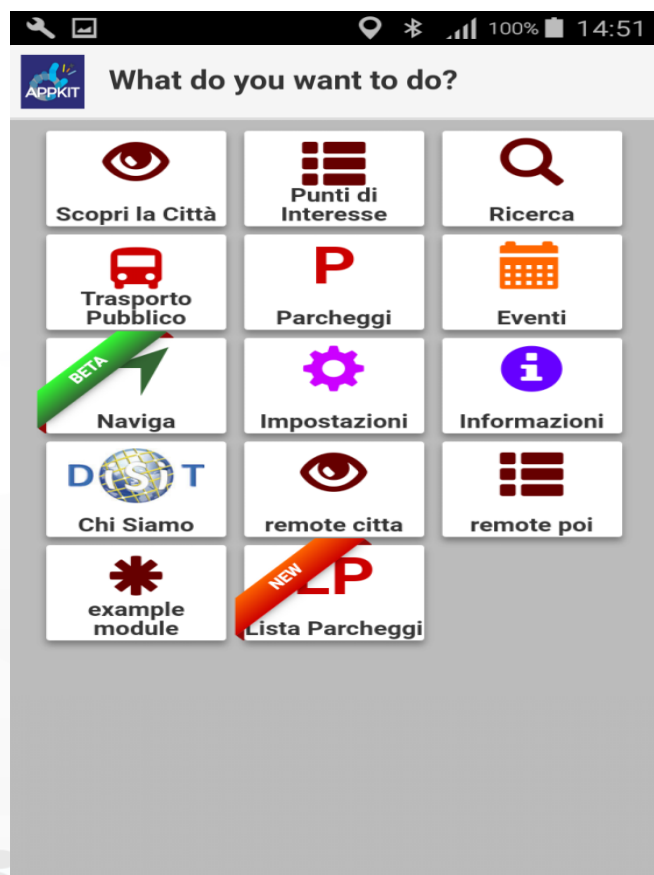 100% 14:51
APPKIT What do you want to do?
Scopri la Città
Punti di
Interesse
Ricerca
Trasporto
Pubblico
P
Parcheggi
Eventi
BETA
Naviga
Impostazioni
i
Informazioni
DISIT
Chi Siamo
remote citta
remote poi
example
module
NEW
LP
Lista Parcheggi